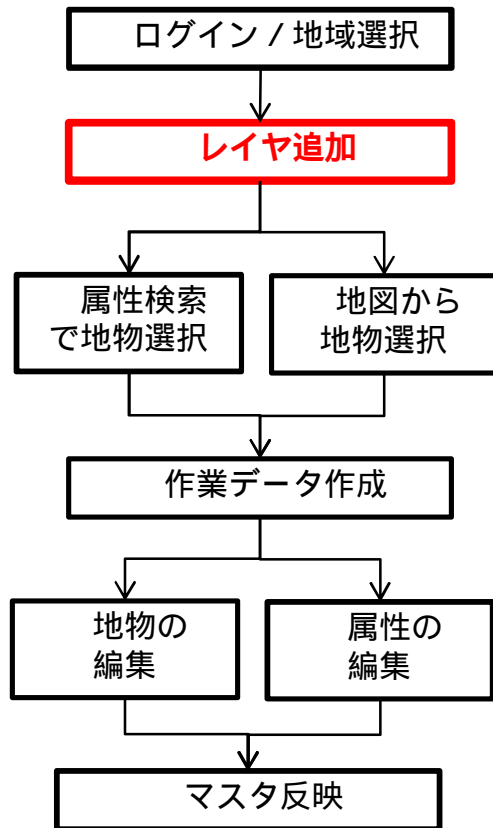 ログイン / 地域選択
レイヤ追加
属性検索
で地物選択
地図から
地物選択
作業データ作成
地物の
編集
属性の
編集
マスタ反映